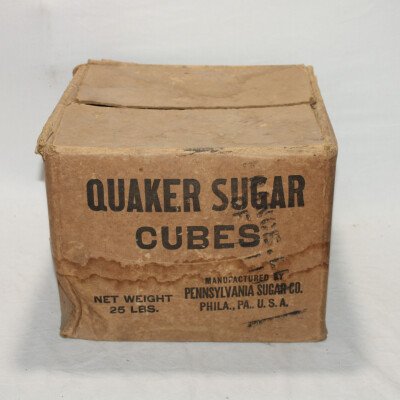 QUAKER SUGAR
CUBES
NET WEIGHT
25 LBS.
MANUFACTURED BY
PENNSYLVANIA SUGAR CO.
PHILA., PA., U. S. A.